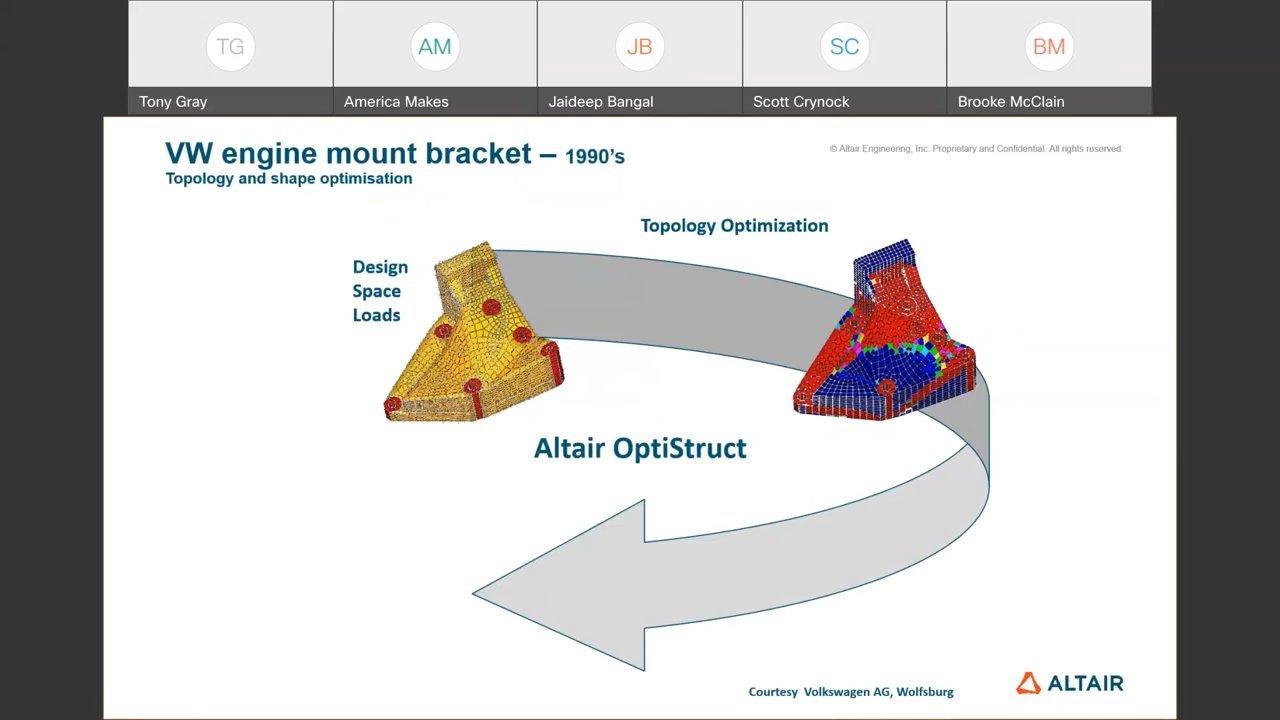 TG
AM
JB
SC
BM
Tony Gray
America Makes
Jaideep Bangal
Scott Crynock
Brooke McClain
VW engine mount bracket – 1990's
Topology and shape optimisation
© Altair Engineering, Inc. Proprietary and Confidential. All rights reserved.
Topology Optimization
Design
Space
Loads
Altair OptiStruct
Courtesy Volkswagen AG, Wolfsburg
ALTAIR